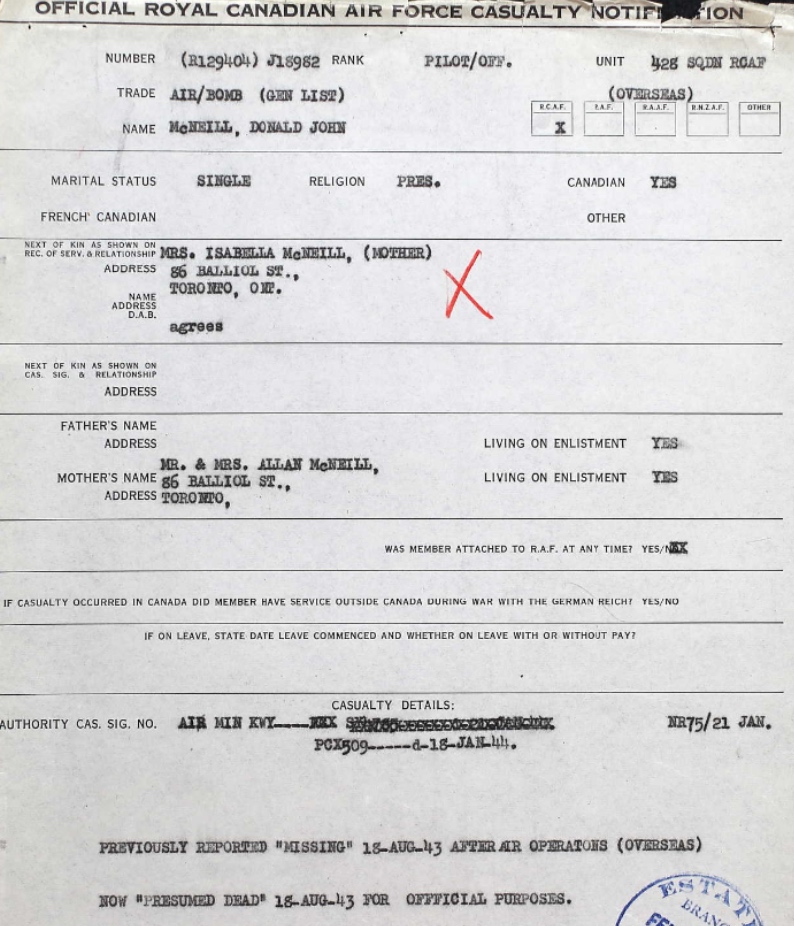 OFFICIAL ROYAL CANADIAN AIR FORCE CASUALTY NOTIFICATION
NUMBER (R129404) J18982 RANK PILOT/OFF. UNIT 428 SQDN RCAF
TRADE AIR/BOMB (GEN LIST) (OVERSEAS)
R.C.A.F. R.A.F. R.A.A.F. R.N.Z.A.F. OTHER
NAME McNEILL, DONALD JOHN X
MARITAL STATUS SINGLE RELIGION PRES. CANADIAN YES
FRENCH CANADIAN OTHER
NEXT OF KIN AS SHOWN ON
REC. OF SERV. & RELATIONSHIP MRS. ISABELLA McNEILL, (MOTHER)
ADDRESS 86 BALLIOL ST.,
TORONTO, ONT.
NAME
ADDRESS
D.A.B.
agrees
NEXT OF KIN AS SHOWN ON
CAS. SIG. & RELATIONSHIP
ADDRESS
FATHER'S NAME
ADDRESS LIVING ON ENLISTMENT YES
MR. & MRS. ALLAN McNEILL,
MOTHER'S NAME 86 BALLIOL ST., LIVING ON ENLISTMENT YES
ADDRESS TORONTO,
WAS MEMBER ATTACHED TO R.A.F. AT ANY TIME? YES/
IF CASUALTY OCCURRED IN CANADA DID MEMBER HAVE SERVICE OUTSIDE CANADA DURING WAR WITH THE GERMAN REICH? YES/NO
IF ON LEAVE, STATE DATE LEAVE COMMENCED AND WHETHER ON LEAVE WITH OR WITHOUT PAY?
CASUALTY DETAILS:
AUTHORITY CAS. SIG. NO. AIR MIN KWY---- NR75/21 JAN.
PCX509-----d-18-JAN-44.
PREVIOUSLY REPORTED "MISSING" 18-AUG-43 AFTER AIR OPERATONS (OVERSEAS)
NOW "PRESUMED DEAD" 18-AUG-43 FOR OFFFICIAL PURPOSES.
ESTATE
BRANC
FE